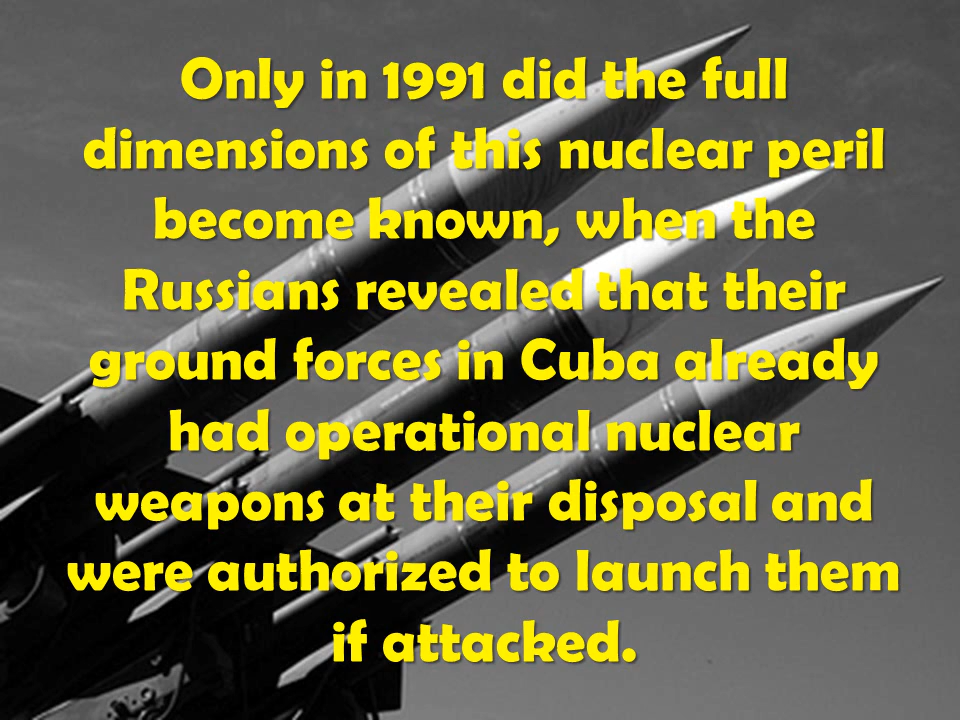 Only in 1991 did the full
dimensions of this nuclear peril
become known, when the
Russians revealed that their
ground forces in Cuba already
had operational nuclear
weapons at their disposal and
were authorized to launch them
if attacked.